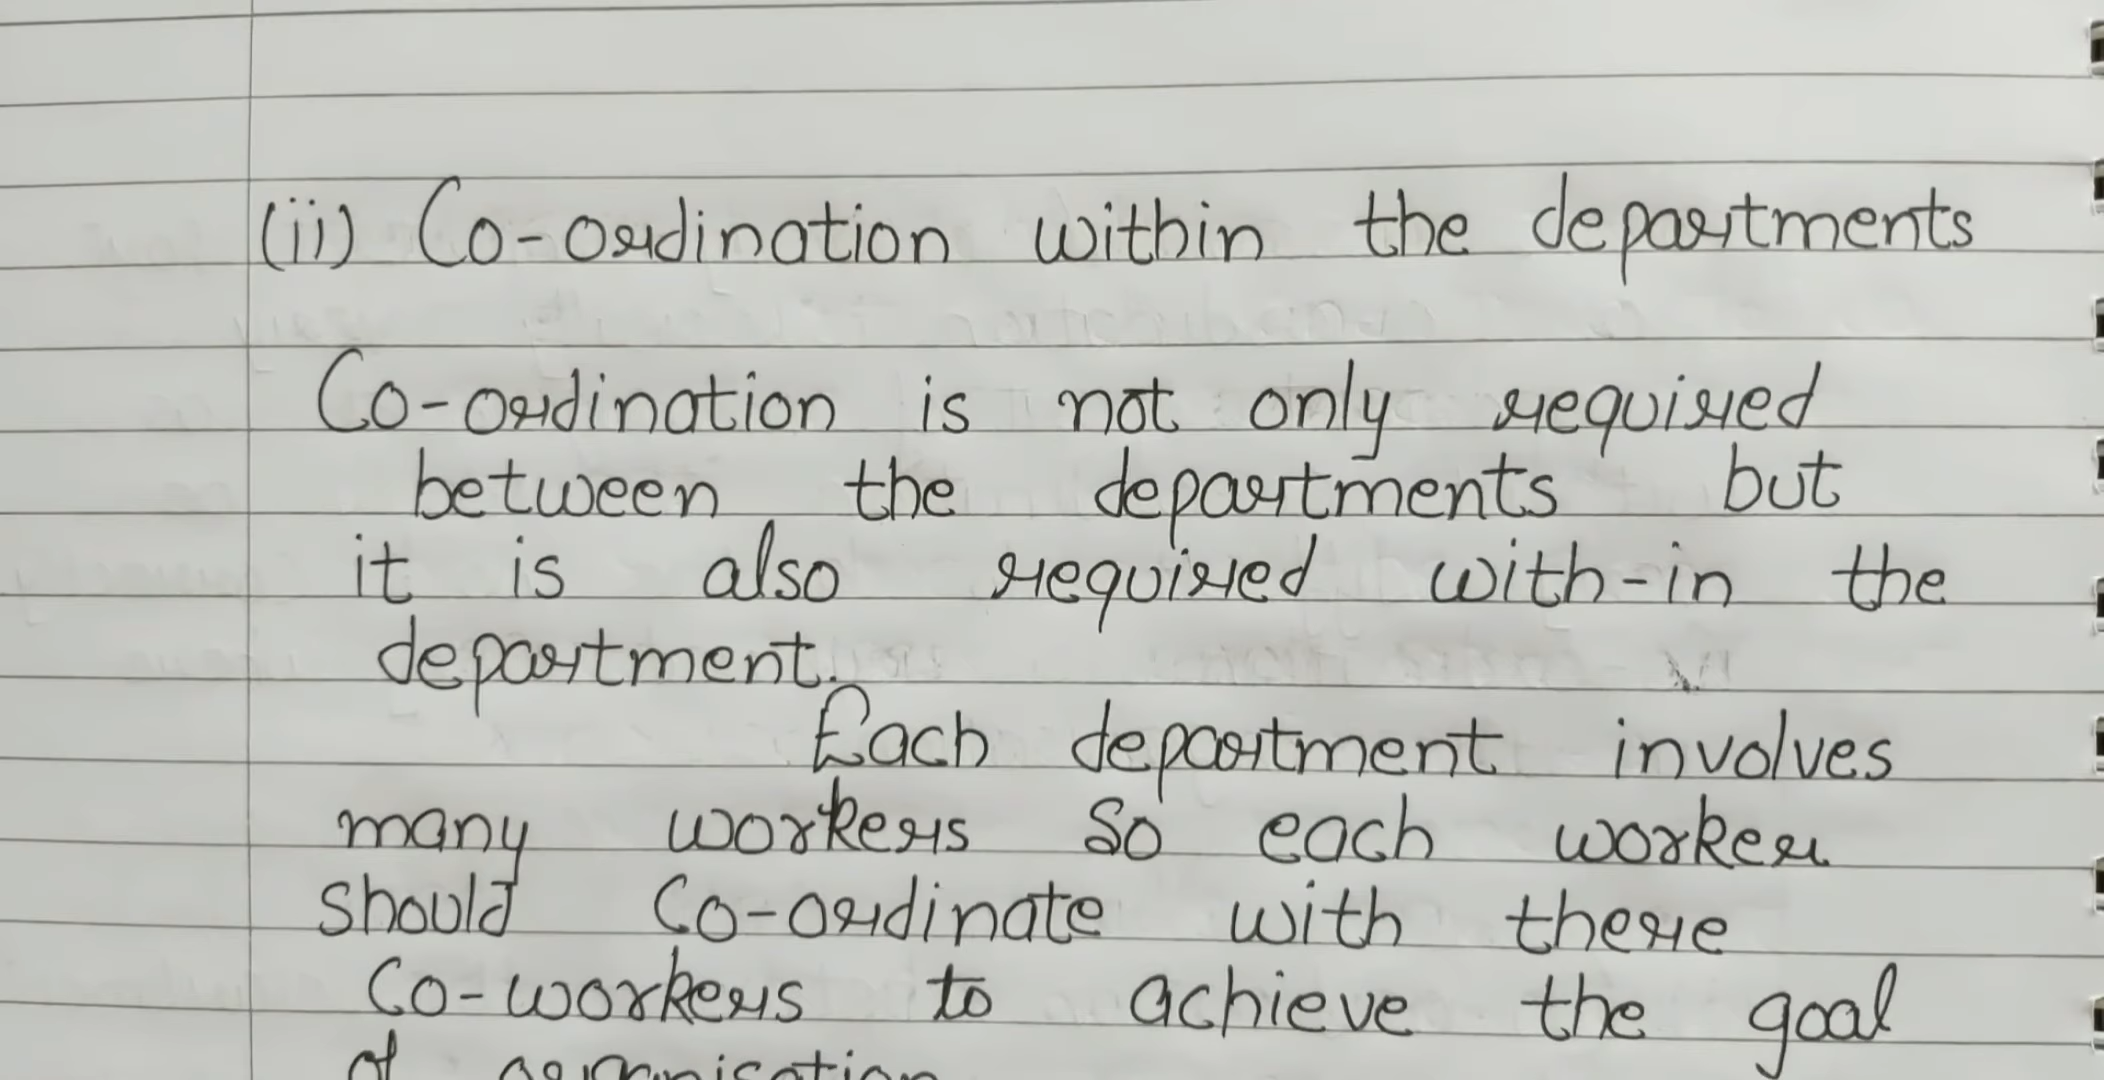 (ii) Co-ordination within the departments
Co-ordination is not only required
between the departments but
it is also required with-in the
department.
Each department involves
many workers so each worker
should co-ordinate with there
co-workers to achieve the goal
of organisation